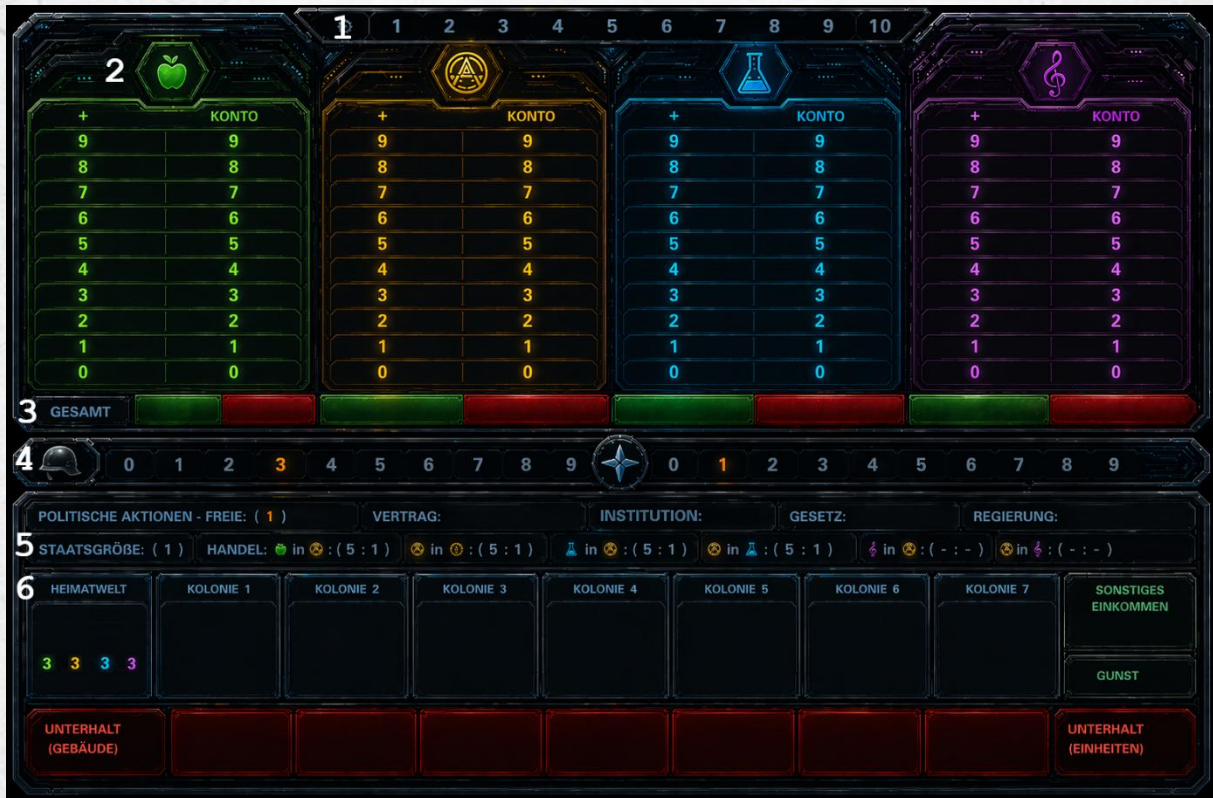 1 1 2 3 4 5 6 7 8 9 10
2
+ KONTO + KONTO + KONTO + KONTO
9 9 9 9 9 9 9 9
8 8 8 8 8 8 8 8
7 7 7 7 7 7 7 7
6 6 6 6 6 6 6 6
5 5 5 5 5 5 5 5
4 4 4 4 4 4 4 4
3 3 3 3 3 3 3 3
2 2 2 2 2 2 2 2
1 1 1 1 1 1 1 1
0 0 0 0 0 0 0 0
3 GESAMT
4 0 1 2 3 4 5 6 7 8 9 0 1 2 3 4 5 6 7 8 9
POLITISCHE AKTIONEN - FREIE: ( 1 ) VERTRAG: INSTITUTION: GESETZ: REGIERUNG:
5 STAATSGRÖßE: ( 1 ) HANDEL: in : ( 5 : 1 ) in : ( 5 : 1 ) in : ( 5 : 1 ) in : ( 5 : 1 ) in : ( - : - ) in : ( - : - )
6 HEIMATWELT KOLONIE 1 KOLONIE 2 KOLONIE 3 KOLONIE 4 KOLONIE 5 KOLONIE 6 KOLONIE 7 SONSTIGES
EINKOMMEN
3 3 3 3
GUNST
UNTERHALT UNTERHALT
(GEBÄUDE) (EINHEITEN)